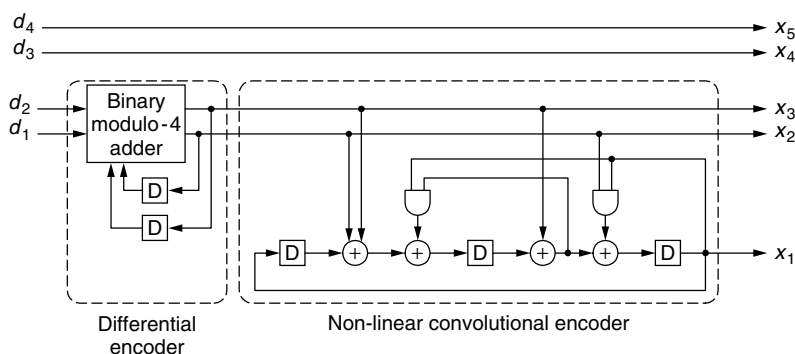 d4
x5
d3
x4
d2
Binary
modulo-4
adder
x3
d1
x2
D
D
D
+
+
D
+
+
D
x1
Differential
encoder
Non-linear convolutional encoder